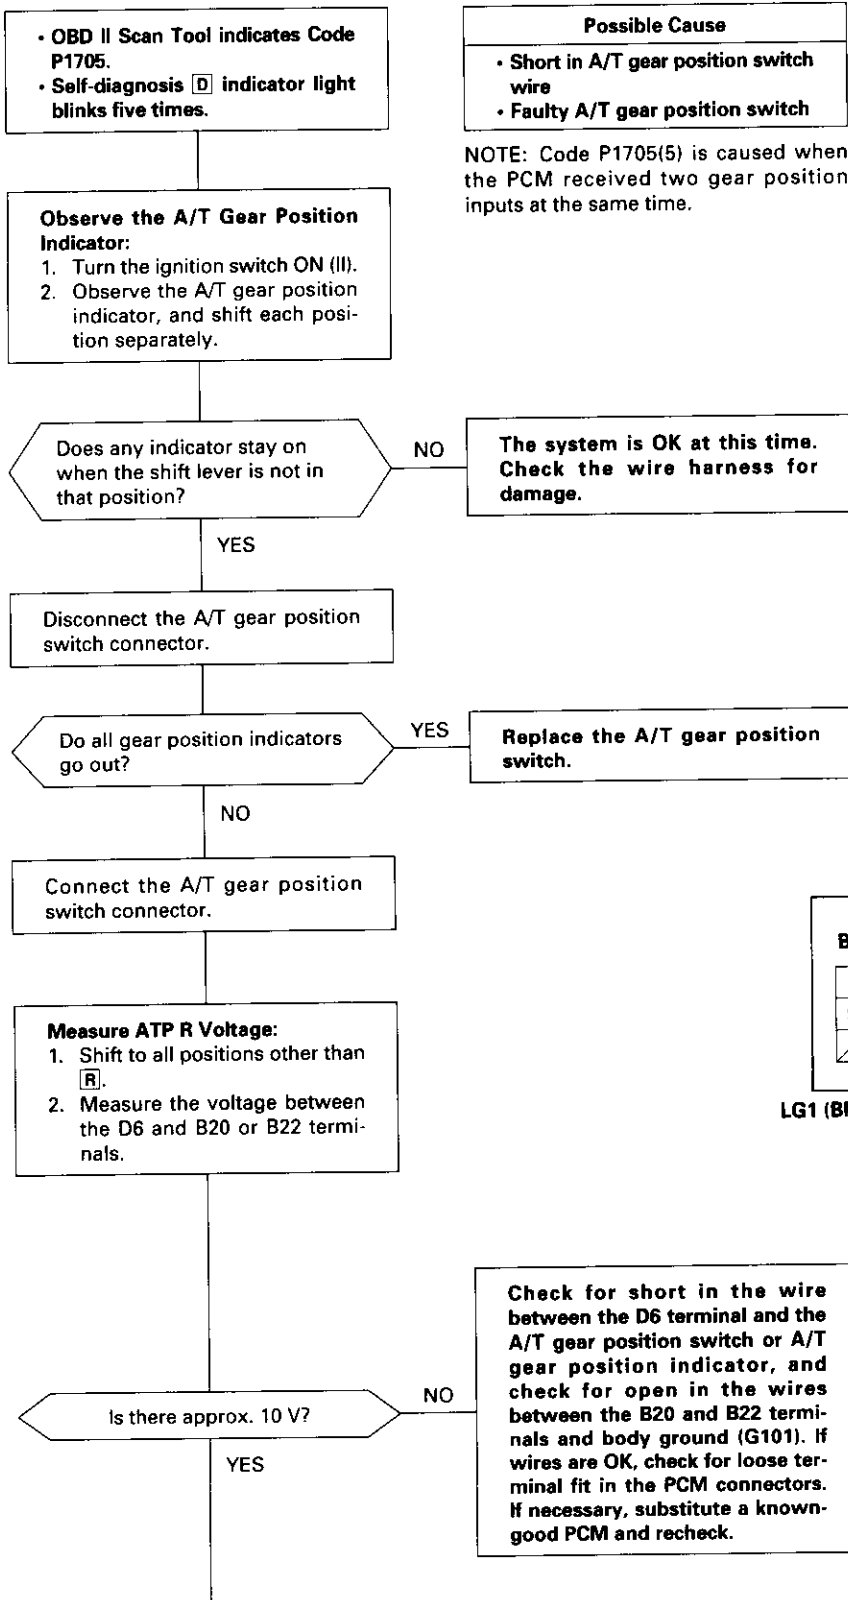 • OBD II Scan Tool indicates Code
P1705.
• Self-diagnosis D indicator light
blinks five times.
Possible Cause
• Short in A/T gear position switch
wire
• Faulty A/T gear position switch
NOTE: Code P1705(5) is caused when
the PCM received two gear position
inputs at the same time.
Observe the A/T Gear Position
Indicator:
1. Turn the ignition switch ON (II).
2. Observe the A/T gear position
indicator, and shift each posi-
tion separately.
Does any indicator stay on
when the shift lever is not in
that position?
NO
The system is OK at this time.
Check the wire harness for
damage.
YES
Disconnect the A/T gear position
switch connector.
Do all gear position indicators
go out?
YES
Replace the A/T gear position
switch.
NO
Connect the A/T gear position
switch connector.
Measure ATP R Voltage:
1. Shift to all positions other than
R.
2. Measure the voltage between
the D6 and B20 or B22 termi-
nals.
LG1
Is there approx. 10 V?
NO
Check for short in the wire
between the D6 terminal and the
A/T gear position switch or A/T
gear position indicator, and
check for open in the wires
between the B20 and B22 termi-
nals and body ground (G101). If
wires are OK, check for loose ter-
minal fit in the PCM connectors.
If necessary, substitute a known-
good PCM and recheck.
YES